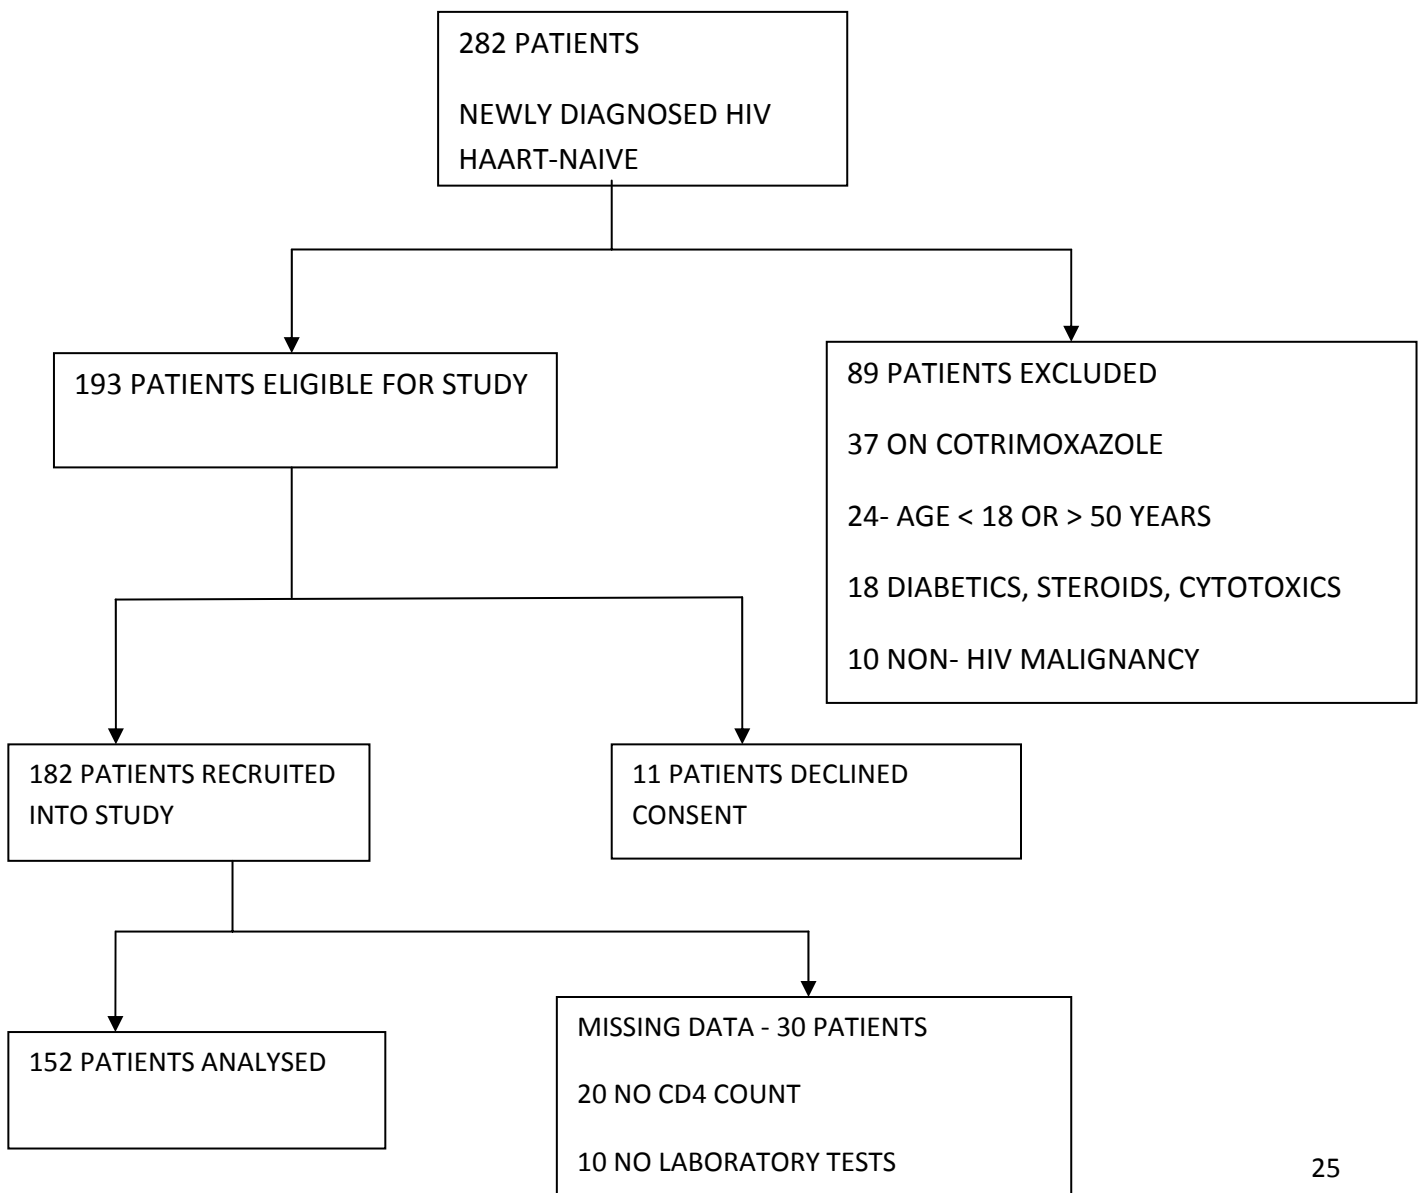 282 PATIENTS
NEWLY DIAGNOSED HIV
HAART-NAIVE
193 PATIENTS ELIGIBLE FOR STUDY
89 PATIENTS EXCLUDED
37 ON COTRIMOXAZOLE
24- AGE < 18 OR > 50 YEARS
18 DIABETICS, STEROIDS, CYTOTOXICS
10 NON- HIV MALIGNANCY
182 PATIENTS RECRUITED
INTO STUDY
11 PATIENTS DECLINED
CONSENT
152 PATIENTS ANALYSED
MISSING DATA - 30 PATIENTS
20 NO CD4 COUNT
10 NO LABORATORY TESTS
25